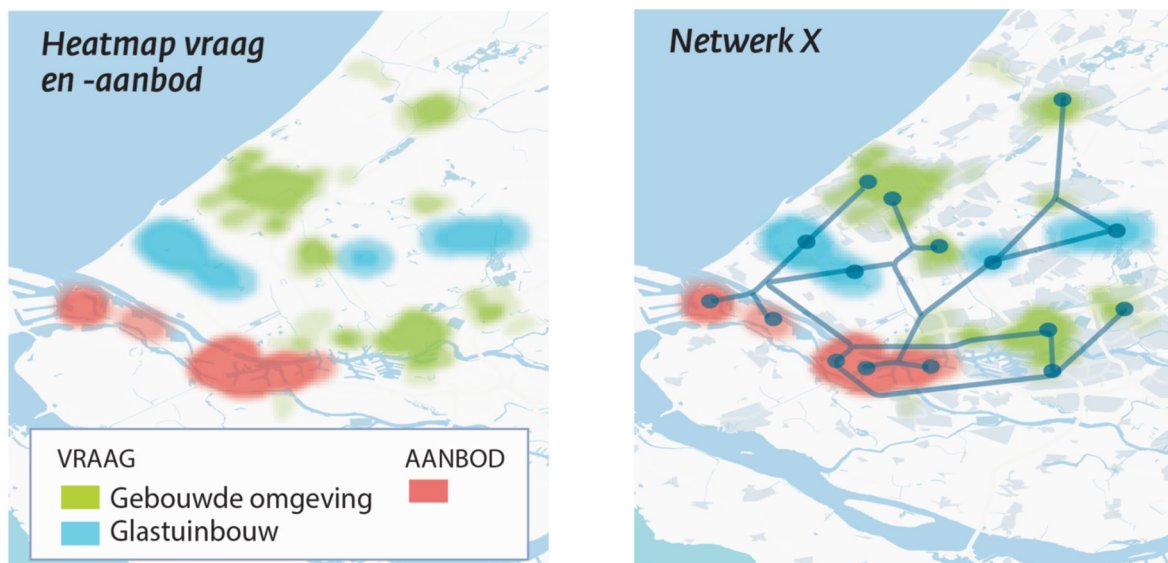 Heatmap vraag
en -aanbod
Netwerk X
VRAAG
AANBOD
Gebouwde omgeving
Glastuinbouw